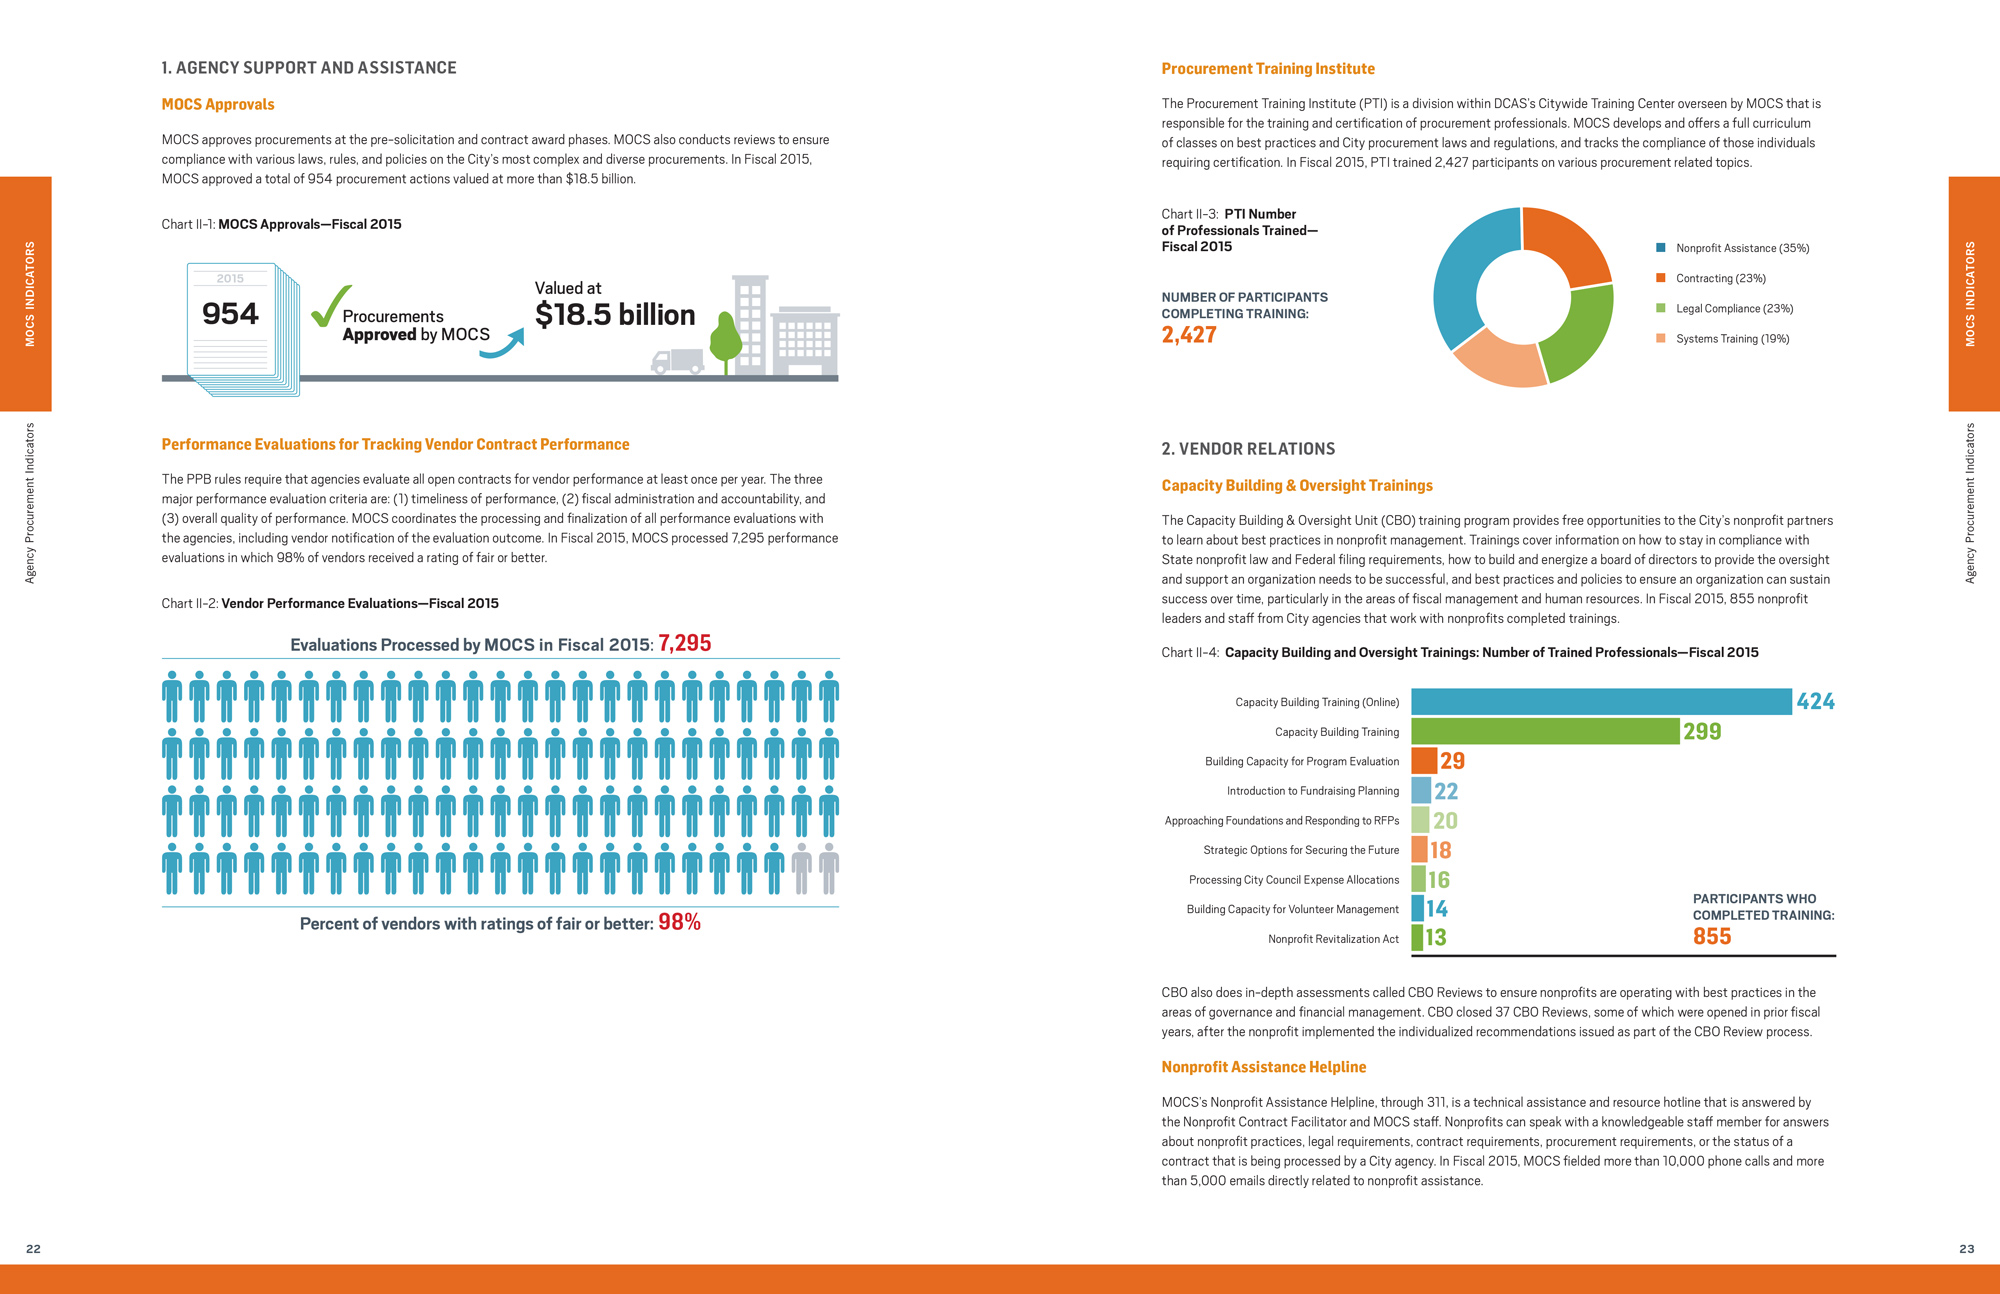 1. AGENCY SUPPORT AND ASSISTANCE
MOCS Approvals
MOCS approves procurements at the pre-solicitation and contract award phases. MOCS also conducts reviews to ensure
compliance with various laws, rules, and policies on the City's most complex and diverse procurements. In Fiscal 2015,
MOCS approved a total of 954 procurement actions valued at more than $18.5 billion.
Chart II-1: MOCS Approvals—Fiscal 2015
2015
954
Procurements
Approved by MOCS
Valued at
$18.5 billion
Performance Evaluations for Tracking Vendor Contract Performance
The PPB rules require that agencies evaluate all open contracts for vendor performance at least once per year. The three
major performance evaluation criteria are: (1) timeliness of performance, (2) fiscal administration and accountability, and
(3) overall quality of performance. MOCS coordinates the processing and finalization of all performance evaluations with
the agencies, including vendor notification of the evaluation outcome. In Fiscal 2015, MOCS processed 7,295 performance
evaluations in which 98% of vendors received a rating of fair or better.
Chart II-2: Vendor Performance Evaluations—Fiscal 2015
Evaluations Processed by MOCS in Fiscal 2015: 7,295
Percent of vendors with ratings of fair or better: 98%
MOCS INDICATORS
Agency Procurement Indicators
22
Procurement Training Institute
The Procurement Training Institute (PTI) is a division within DCAS's Citywide Training Center overseen by MOCS that is
responsible for the training and certification of procurement professionals. MOCS develops and offers a full curriculum
of classes on best practices and City procurement laws and regulations, and tracks the compliance of those individuals
requiring certification. In Fiscal 2015, PTI trained 2,427 participants on various procurement related topics.
Chart II-3: PTI Number
of Professionals Trained—
Fiscal 2015
NUMBER OF PARTICIPANTS
COMPLETING TRAINING:
2,427
Nonprofit Assistance (35%)
Contracting (23%)
Legal Compliance (23%)
Systems Training (19%)
2. VENDOR RELATIONS
Capacity Building & Oversight Trainings
The Capacity Building & Oversight Unit (CBO) training program provides free opportunities to the City's nonprofit partners
to learn about best practices in nonprofit management. Trainings cover information on how to stay in compliance with
State nonprofit law and Federal filing requirements, how to build and energize a board of directors to provide the oversight
and support an organization needs to be successful, and best practices and policies to ensure an organization can sustain
success over time, particularly in the areas of fiscal management and human resources. In Fiscal 2015, 855 nonprofit
leaders and staff from City agencies that work with nonprofits completed trainings.
Chart II-4: Capacity Building and Oversight Trainings: Number of Trained Professionals—Fiscal 2015
Capacity Building Training (Online) 424
Capacity Building Training 299
Building Capacity for Program Evaluation 29
Introduction to Fundraising Planning 22
Approaching Foundations and Responding to RFPs 20
Strategic Options for Securing the Future 18
Processing City Council Expense Allocations 16
Building Capacity for Volunteer Management 14
Nonprofit Revitalization Act 13
PARTICIPANTS WHO
COMPLETED TRAINING:
855
CBO also does in-depth assessments called CBO Reviews to ensure nonprofits are operating with best practices in the
areas of governance and financial management. CBO closed 37 CBO Reviews, some of which were opened in prior fiscal
years, after the nonprofit implemented the individualized recommendations issued as part of the CBO Review process.
Nonprofit Assistance Helpline
MOCS's Nonprofit Assistance Helpline, through 311, is a technical assistance and resource hotline that is answered by
the Nonprofit Contract Facilitator and MOCS staff. Nonprofits can speak with a knowledgeable staff member for answers
about nonprofit practices, legal requirements, contract requirements, procurement requirements, or the status of a
contract that is being processed by a City agency. In Fiscal 2015, MOCS fielded more than 10,000 phone calls and more
than 5,000 emails directly related to nonprofit assistance.
MOCS INDICATORS
Agency Procurement Indicators
23